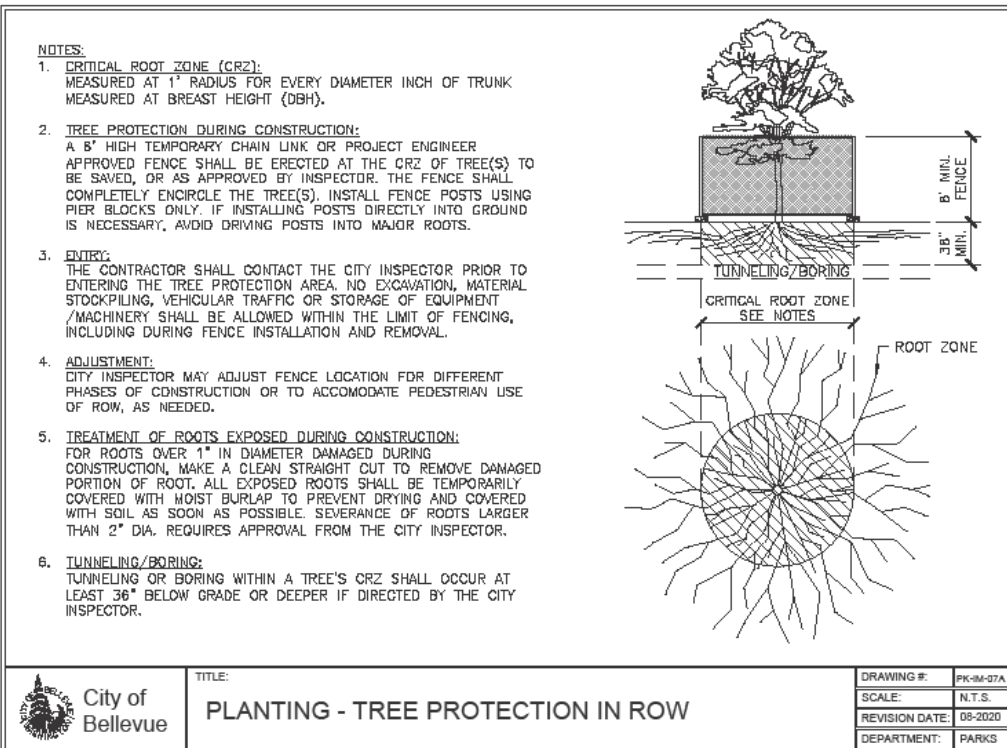 NOTES:
1. CRITICAL ROOT ZONE (CRZ):
MEASURED AT 1' RADIUS FOR EVERY DIAMETER INCH OF TRUNK
MEASURED AT BREAST HEIGHT (DBH).
2. TREE PROTECTION DURING CONSTRUCTION:
A 6' HIGH TEMPORARY CHAIN LINK OR PROJECT ENGINEER
APPROVED FENCE SHALL BE ERECTED AT THE CRZ OF TREE(S) TO
BE SAVED, OR AS APPROVED BY INSPECTOR. THE FENCE SHALL
COMPLETELY ENCIRCLE THE TREE(S). INSTALL FENCE POSTS USING
PIER BLOCKS ONLY. IF INSTALLING POSTS DIRECTLY INTO GROUND
IS NECESSARY, AVOID DRIVING POSTS INTO MAJOR ROOTS.
3. ENTRY:
THE CONTRACTOR SHALL CONTACT THE CITY INSPECTOR PRIOR TO
ENTERING THE TREE PROTECTION AREA. NO EXCAVATION, MATERIAL
STOCKPILING, VEHICULAR TRAFFIC OR STORAGE OF EQUIPMENT
/MACHINERY SHALL BE ALLOWED WITHIN THE LIMIT OF FENCING,
INCLUDING DURING FENCE INSTALLATION AND REMOVAL.
4. ADJUSTMENT:
CITY INSPECTOR MAY ADJUST FENCE LOCATION FOR DIFFERENT
PHASES OF CONSTRUCTION OR TO ACCOMODATE PEDESTRIAN USE
OF ROW, AS NEEDED.
5. TREATMENT OF ROOTS EXPOSED DURING CONSTRUCTION:
FOR ROOTS OVER 1" IN DIAMETER DAMAGED DURING
CONSTRUCTION, MAKE A CLEAN STRAIGHT CUT TO REMOVE DAMAGED
PORTION OF ROOT. ALL EXPOSED ROOTS SHALL BE TEMPORARILY
COVERED WITH MOIST BURLAP TO PREVENT DRYING AND COVERED
WITH SOIL AS SOON AS POSSIBLE. SEVERANCE OF ROOTS LARGER
THAN 2" DIA. REQUIRES APPROVAL FROM THE CITY INSPECTOR.
6. TUNNELING/BORING:
TUNNELING OR BORING WITHIN A TREE'S CRZ SHALL OCCUR AT
LEAST 36" BELOW GRADE OR DEEPER IF DIRECTED BY THE CITY
INSPECTOR.
6' MIN.
FENCE
36"
MIN.
TUNNELING/BORING
CRITICAL ROOT ZONE
SEE NOTES
ROOT ZONE
City of
Bellevue
TITLE:
PLANTING - TREE PROTECTION IN ROW
DRAWING #: PK-IM-07A
SCALE: N.T.S.
REVISION DATE: 08-2020
DEPARTMENT: PARKS